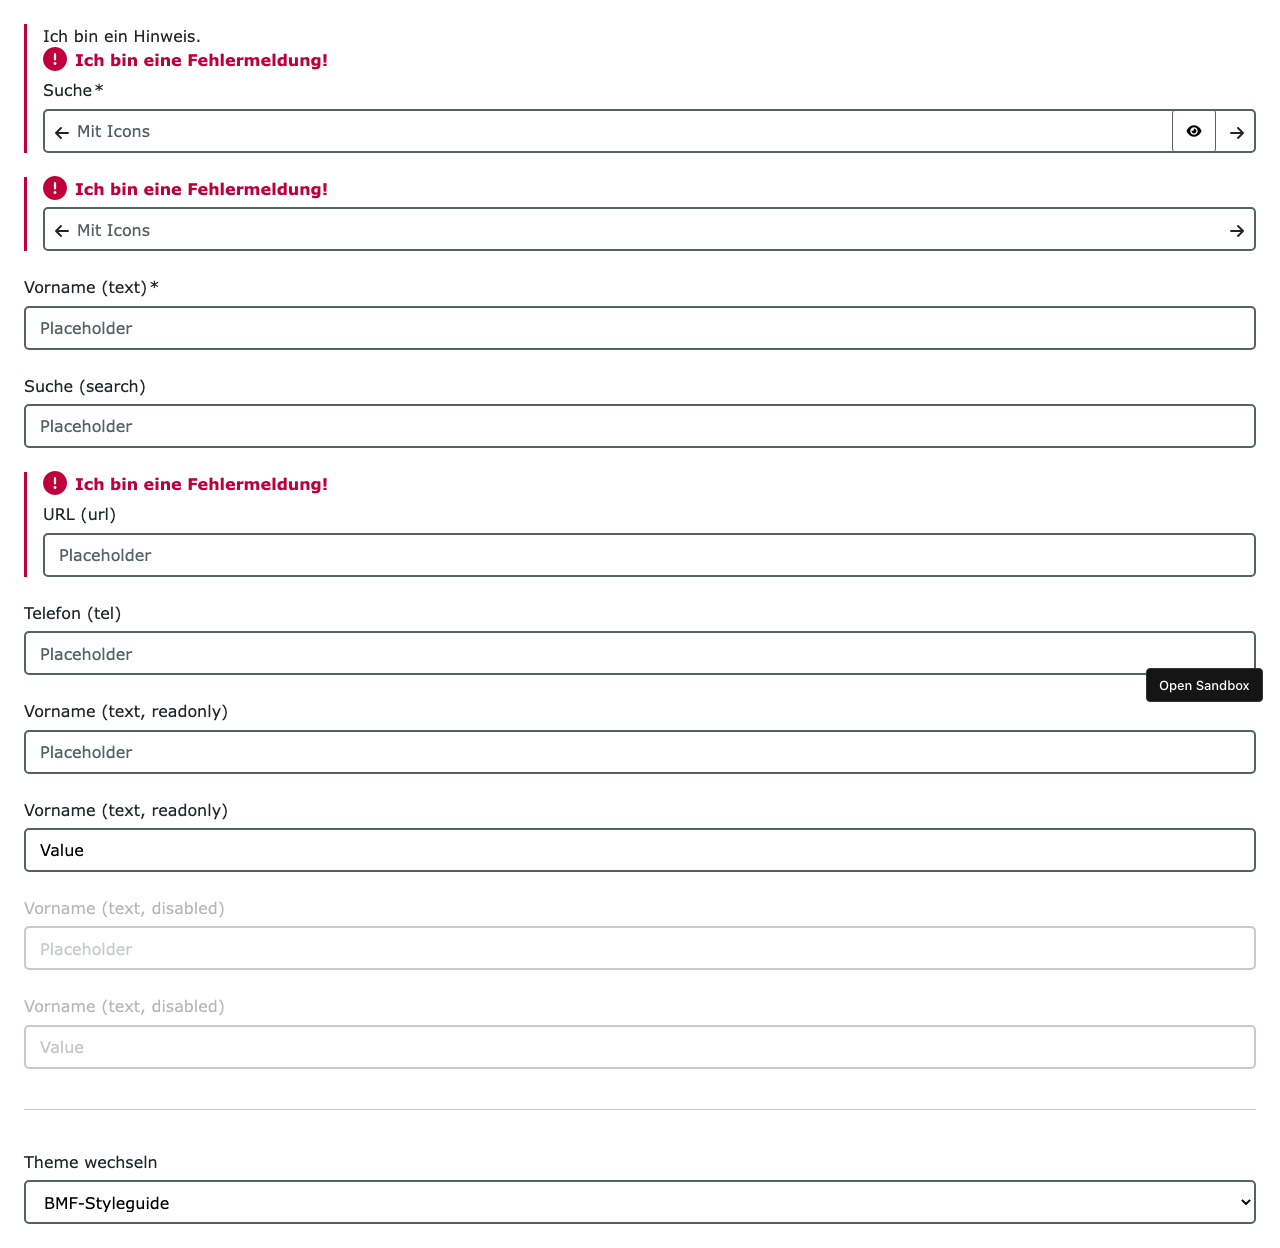 Ich bin ein Hinweis.
Ich bin eine Fehlermeldung!
Suche*
Mit Icons
Ich bin eine Fehlermeldung!
Mit Icons
Vorname (text)*
Placeholder
Suche (search)
Placeholder
Ich bin eine Fehlermeldung!
URL (url)
Placeholder
Telefon (tel)
Placeholder
Open Sandbox
Vorname (text, readonly)
Placeholder
Vorname (text, readonly)
Value
Vorname (text, disabled)
Placeholder
Vorname (text, disabled)
Value
Theme wechseln
BMF-Styleguide